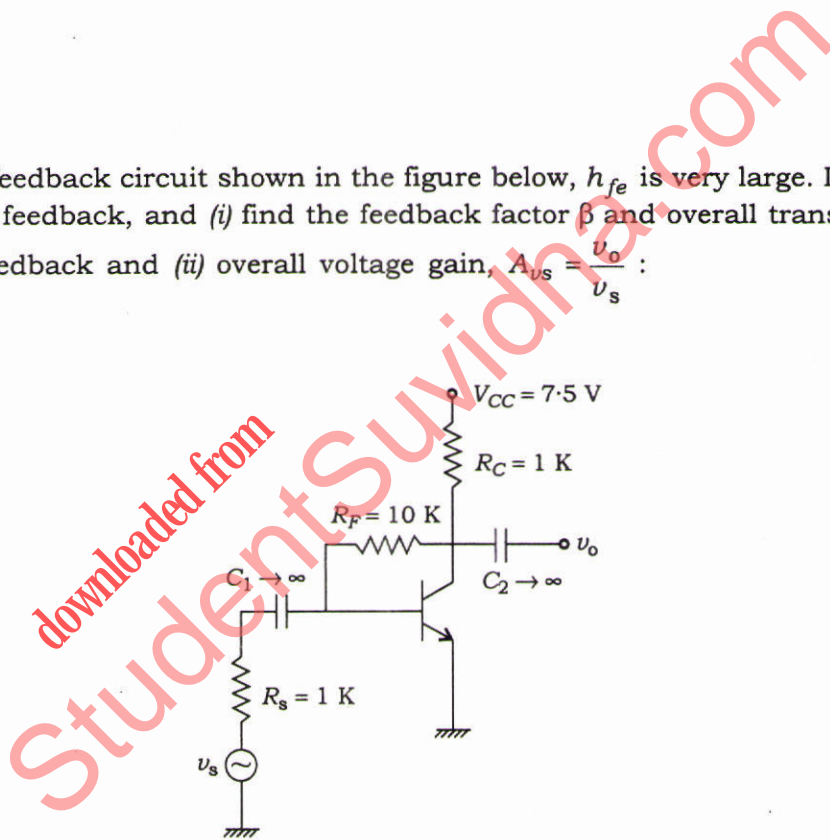 eedback circuit shown in the figure below, h_fe is very large. I
feedback, and (i) find the feedback factor β and overall trans
edback and (ii) overall voltage gain, A_vs = v_o / v_s :
V_CC = 7·5 V
R_C = 1 K
R_F = 10 K
v_o
C_1 → ∞
C_2 → ∞
R_s = 1 K
v_s
downloaded from
StudentSuvidha.com